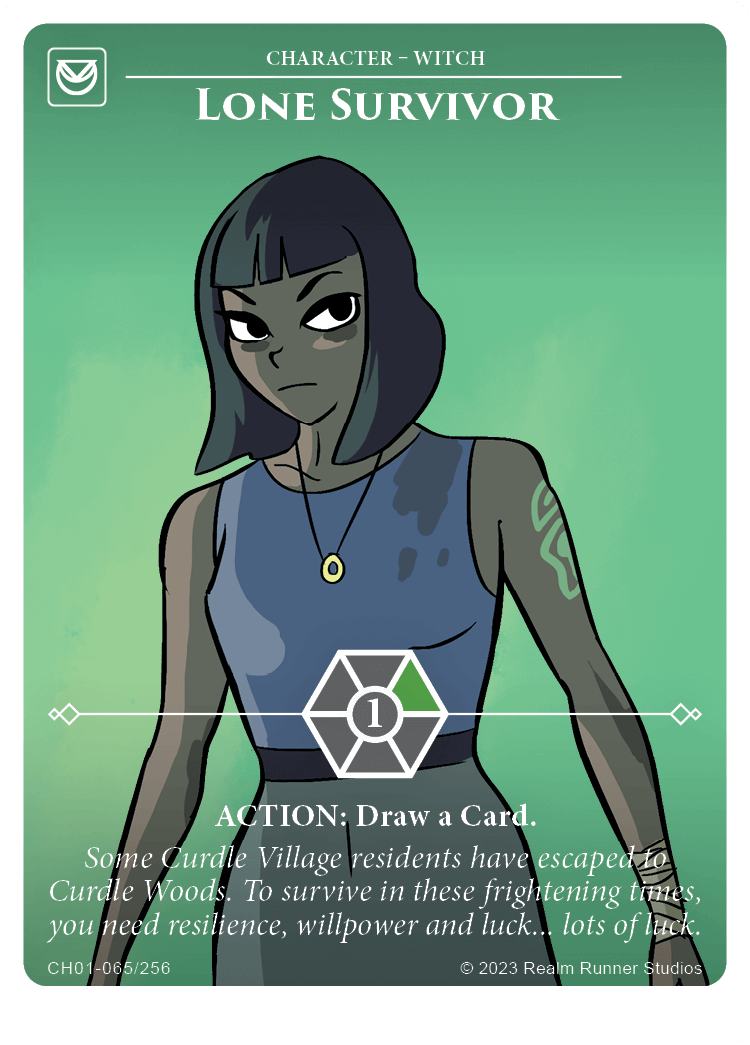 CHARACTER – WITCH
LONE SURVIVOR
1
ACTION: Draw a Card.
Some Curdle Village residents have escaped to
Curdle Woods. To survive in these frightening times,
you need resilience, willpower and luck... lots of luck.
CH01-065/256
© 2023 Realm Runner Studios